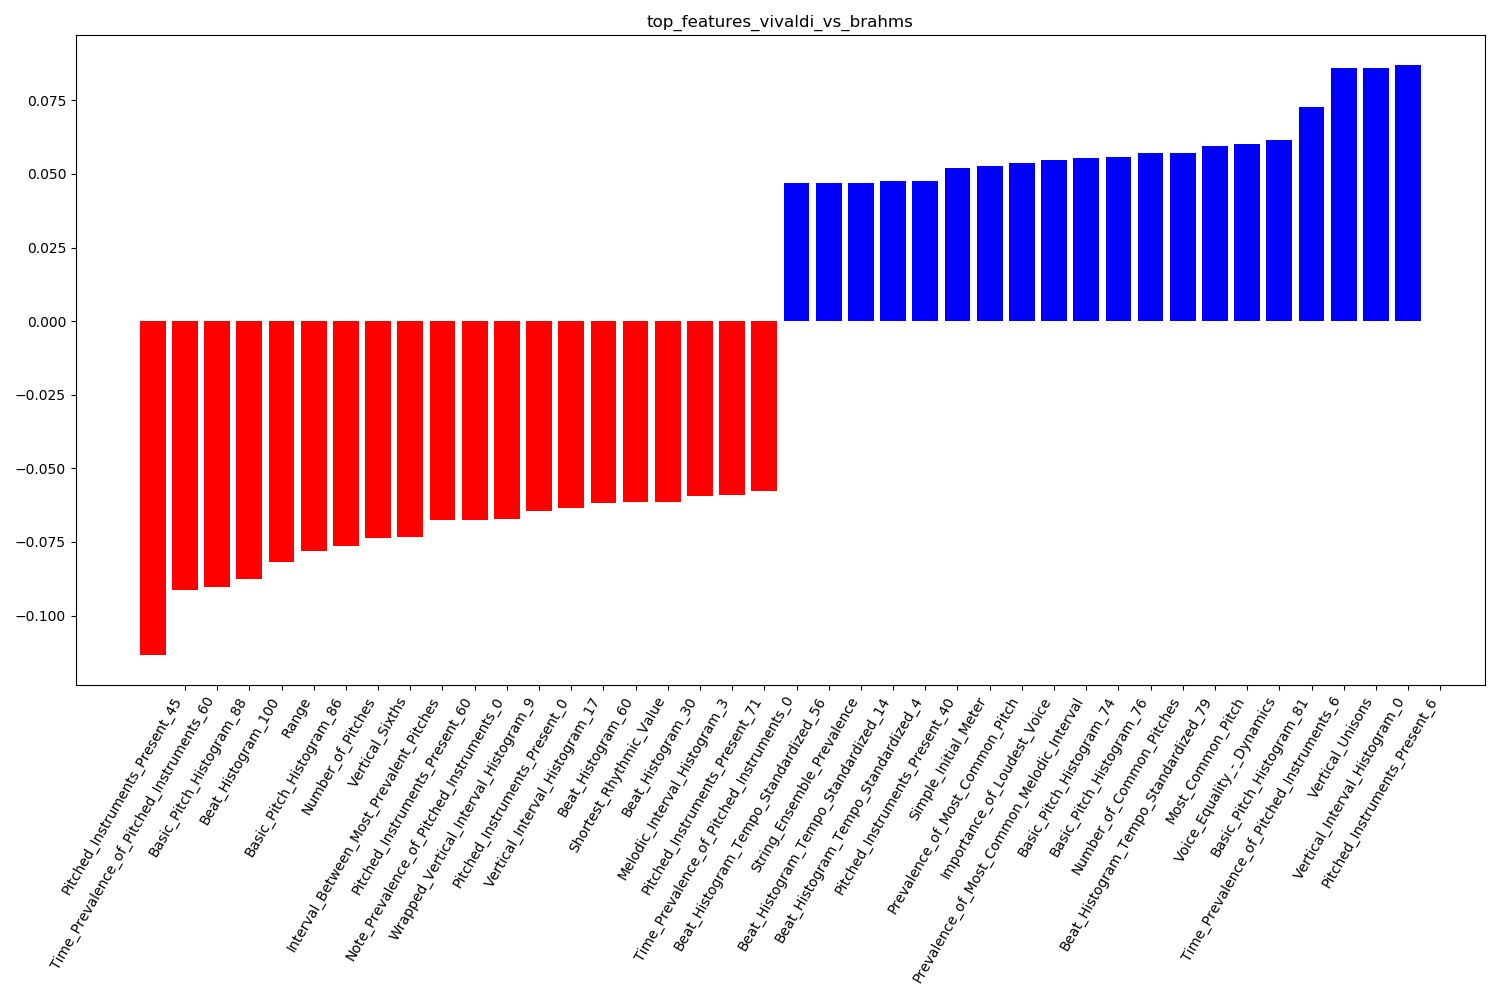 top_features_vivaldi_vs_brahms
0.075
0.050
0.025
0.000
−0.025
−0.050
−0.075
−0.100
Pitched_Instruments_Present_45
Time_Prevalence_of_Pitched_Instruments_60
Basic_Pitch_Histogram_88
Beat_Histogram_100
Range
Basic_Pitch_Histogram_86
Number_of_Pitches
Vertical_Sixths
Interval_Between_Most_Prevalent_Pitches
Pitched_Instruments_Present_60
Note_Prevalence_of_Pitched_Instruments_0
Wrapped_Vertical_Interval_Histogram_9
Pitched_Instruments_Present_0
Vertical_Interval_Histogram_17
Beat_Histogram_60
Shortest_Rhythmic_Value
Beat_Histogram_30
Melodic_Interval_Histogram_3
Pitched_Instruments_Present_71
Time_Prevalence_of_Pitched_Instruments_0
Beat_Histogram_Tempo_Standardized_56
String_Ensemble_Prevalence
Beat_Histogram_Tempo_Standardized_14
Beat_Histogram_Tempo_Standardized_4
Pitched_Instruments_Present_40
Simple_Initial_Meter
Prevalence_of_Most_Common_Pitch
Importance_of_Loudest_Voice
Prevalence_of_Most_Common_Melodic_Interval
Basic_Pitch_Histogram_74
Basic_Pitch_Histogram_76
Number_of_Common_Pitches
Beat_Histogram_Tempo_Standardized_79
Most_Common_Pitch
Voice_Equality_-_Dynamics
Basic_Pitch_Histogram_81
Time_Prevalence_of_Pitched_Instruments_6
Vertical_Unisons
Vertical_Interval_Histogram_0
Pitched_Instruments_Present_6